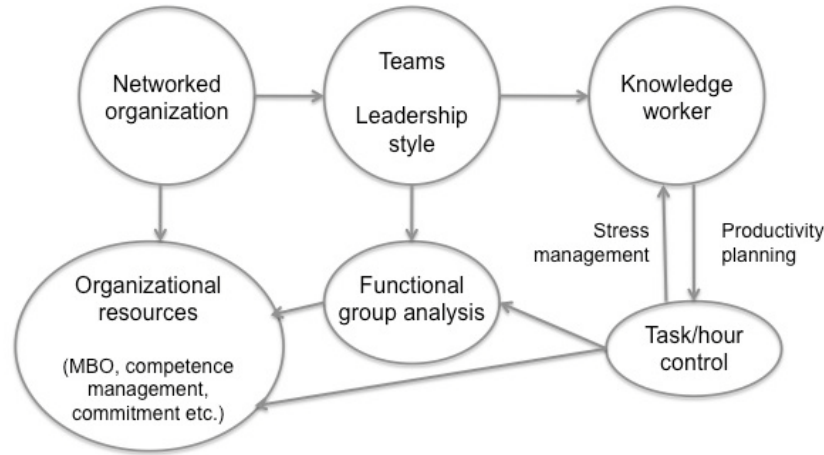 Networked
organization
Teams
Leadership
style
Knowledge
worker
Stress
management
Productivity
planning
Organizational
resources
(MBO, competence
management,
commitment etc.)
Functional
group analysis
Task/hour
control